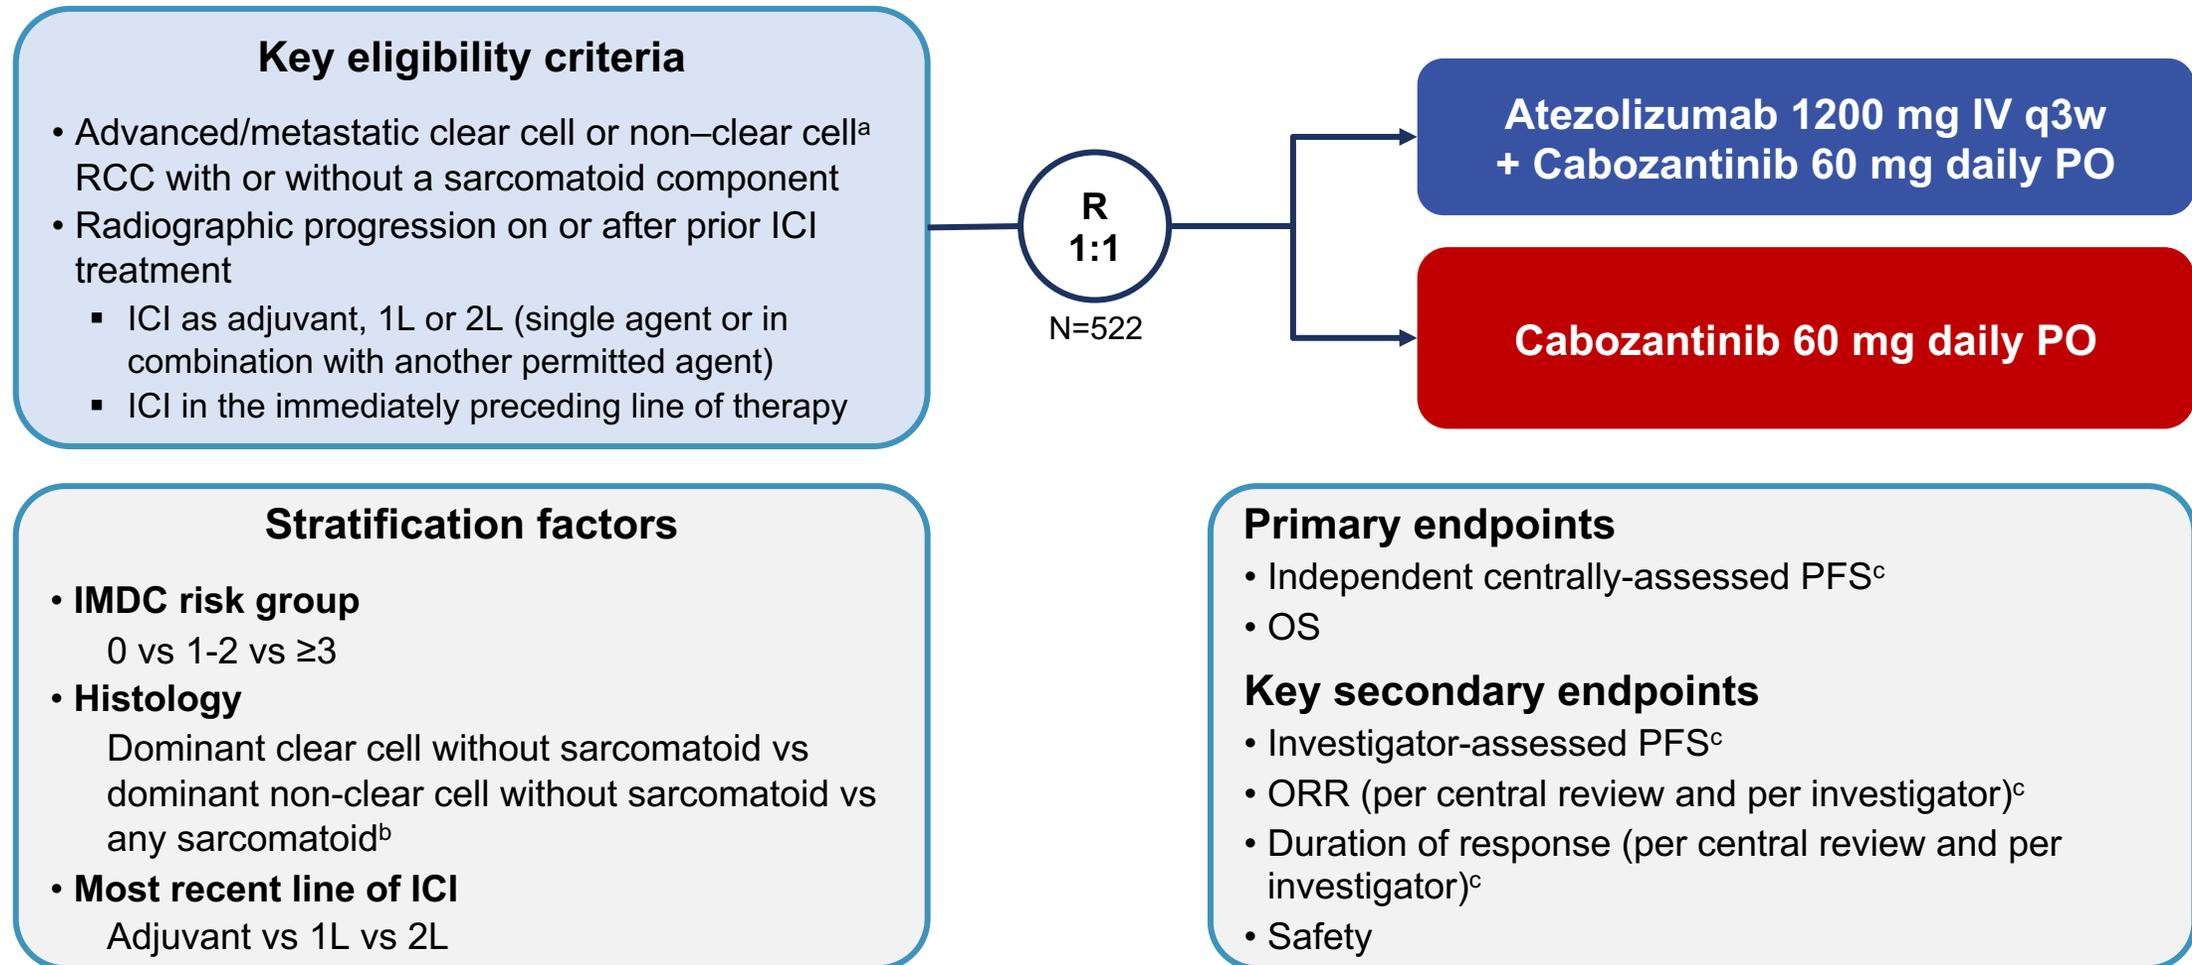 Key eligibility criteria
• Advanced/metastatic clear cell or non–clear cellᵃ
RCC with or without a sarcomatoid component
• Radiographic progression on or after prior ICI
treatment
▪ ICI as adjuvant, 1L or 2L (single agent or in
combination with another permitted agent)
▪ ICI in the immediately preceding line of therapy
R
1:1
N=522
Atezolizumab 1200 mg IV q3w
+ Cabozantinib 60 mg daily PO
Cabozantinib 60 mg daily PO
Stratification factors
• IMDC risk group
0 vs 1-2 vs ≥3
• Histology
Dominant clear cell without sarcomatoid vs
dominant non-clear cell without sarcomatoid vs
any sarcomatoidᵇ
• Most recent line of ICI
Adjuvant vs 1L vs 2L
Primary endpoints
• Independent centrally-assessed PFSᶜ
• OS
Key secondary endpoints
• Investigator-assessed PFSᶜ
• ORR (per central review and per investigator)ᶜ
• Duration of response (per central review and per
investigator)ᶜ
• Safety